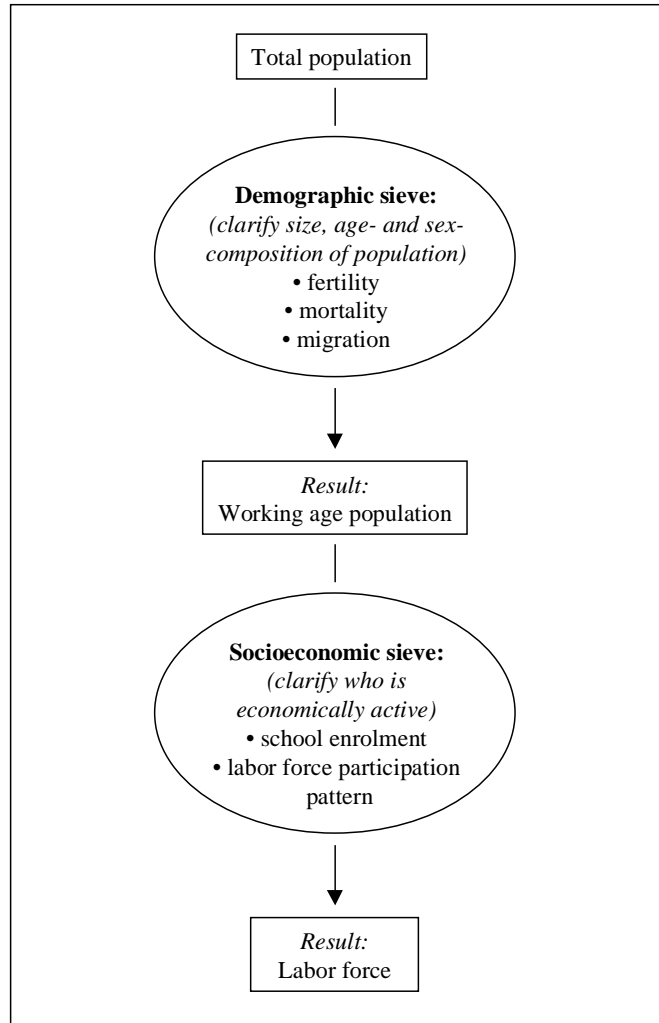 Total population
Demographic sieve:
(clarify size, age- and sex-
composition of population)
• fertility
• mortality
• migration
Result:
Working age population
Socioeconomic sieve:
(clarify who is
economically active)
• school enrolment
• labor force participation
pattern
Result:
Labor force